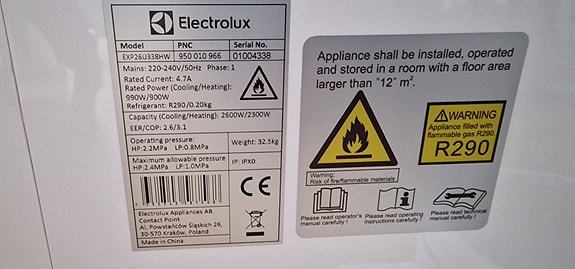 Electrolux
Model PNC Serial No.
EXP26U338HW 950 010 966 01004338
Mains: 220-240V/50Hz Phase: 1
Rated Current: 4.7A
Rated Power (Cooling/Heating):
990W/900W
Refrigerant: R290/0.20kg
Capacity (Cooling/Heating): 2600W/2300W
EER/COP: 2.6/3.1
Operating pressure:
HP:2.2MPa LP:0.8MPa
Weight: 32.5kg
Maximum allowable pressure
HP:2.4MPa LP:1.0MPa
IP: IPX0
CE
Electrolux Appliances AB
Contact Point
Al. Powstańców Śląskich 26,
30-570 Kraków, Poland
Made in China
Appliance shall be installed, operated
and stored in a room with a floor area
larger than "12" m².
WARNING
Appliance filled with
flammable gas R290.
R290
Warning:
Risk of fire/flammable materials
Please read operator's
manual carefully !
Please read operating
instructions carefully !
Please read technical
manual carefully !